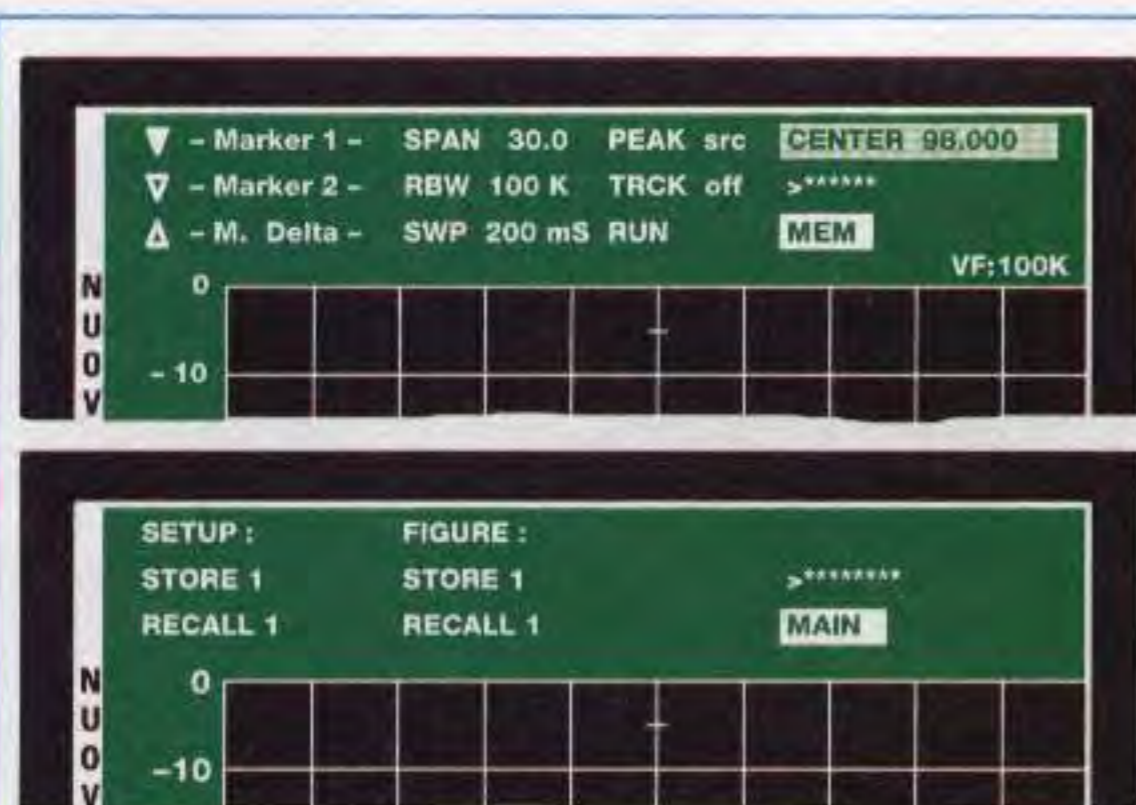 ▼ – Marker 1 – SPAN 30.0 PEAK src CENTER 98.000
▽ – Marker 2 – RBW 100 K TRCK off >******
△ – M. Delta – SWP 200 mS RUN MEM
VF:100K
0
– 10
NUOV
SETUP : FIGURE :
STORE 1 STORE 1 >********
RECALL 1 RECALL 1 MAIN
0
–10
NUOV